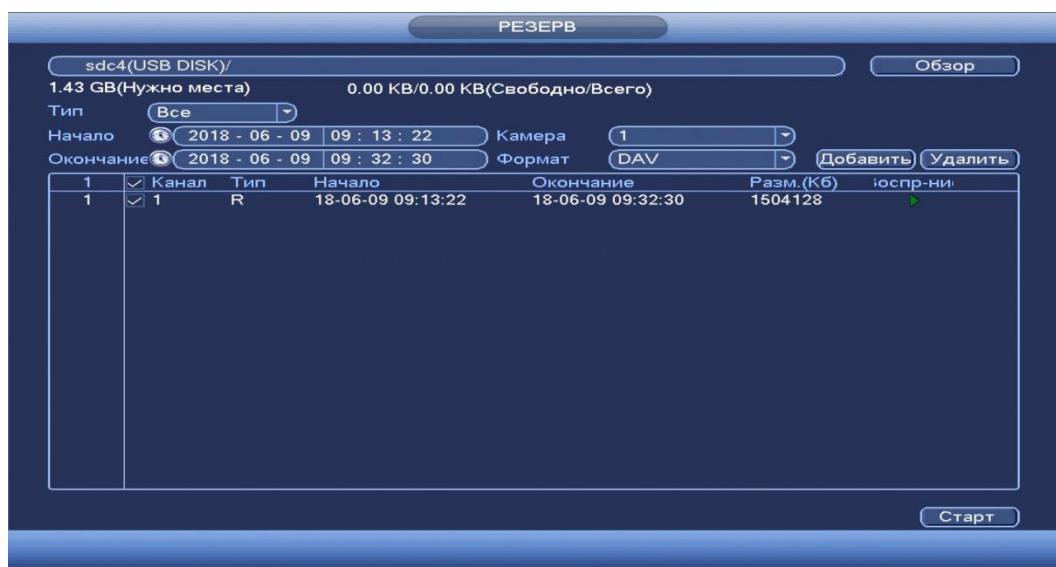 РЕЗЕРВ
sdc4(USB DISK)/ Обзор
1.43 GB(Нужно места) 0.00 KB/0.00 KB(Свободно/Всего)
Тип Все
Начало 2018 - 06 - 09 09 : 13 : 22 Камера 1
Окончание 2018 - 06 - 09 09 : 32 : 30 Формат DAV Добавить Удалить
1 Канал Тип Начало Окончание Разм.(Кб)
1 1 R 18-06-09 09:13:22 18-06-09 09:32:30 1504128
Старт